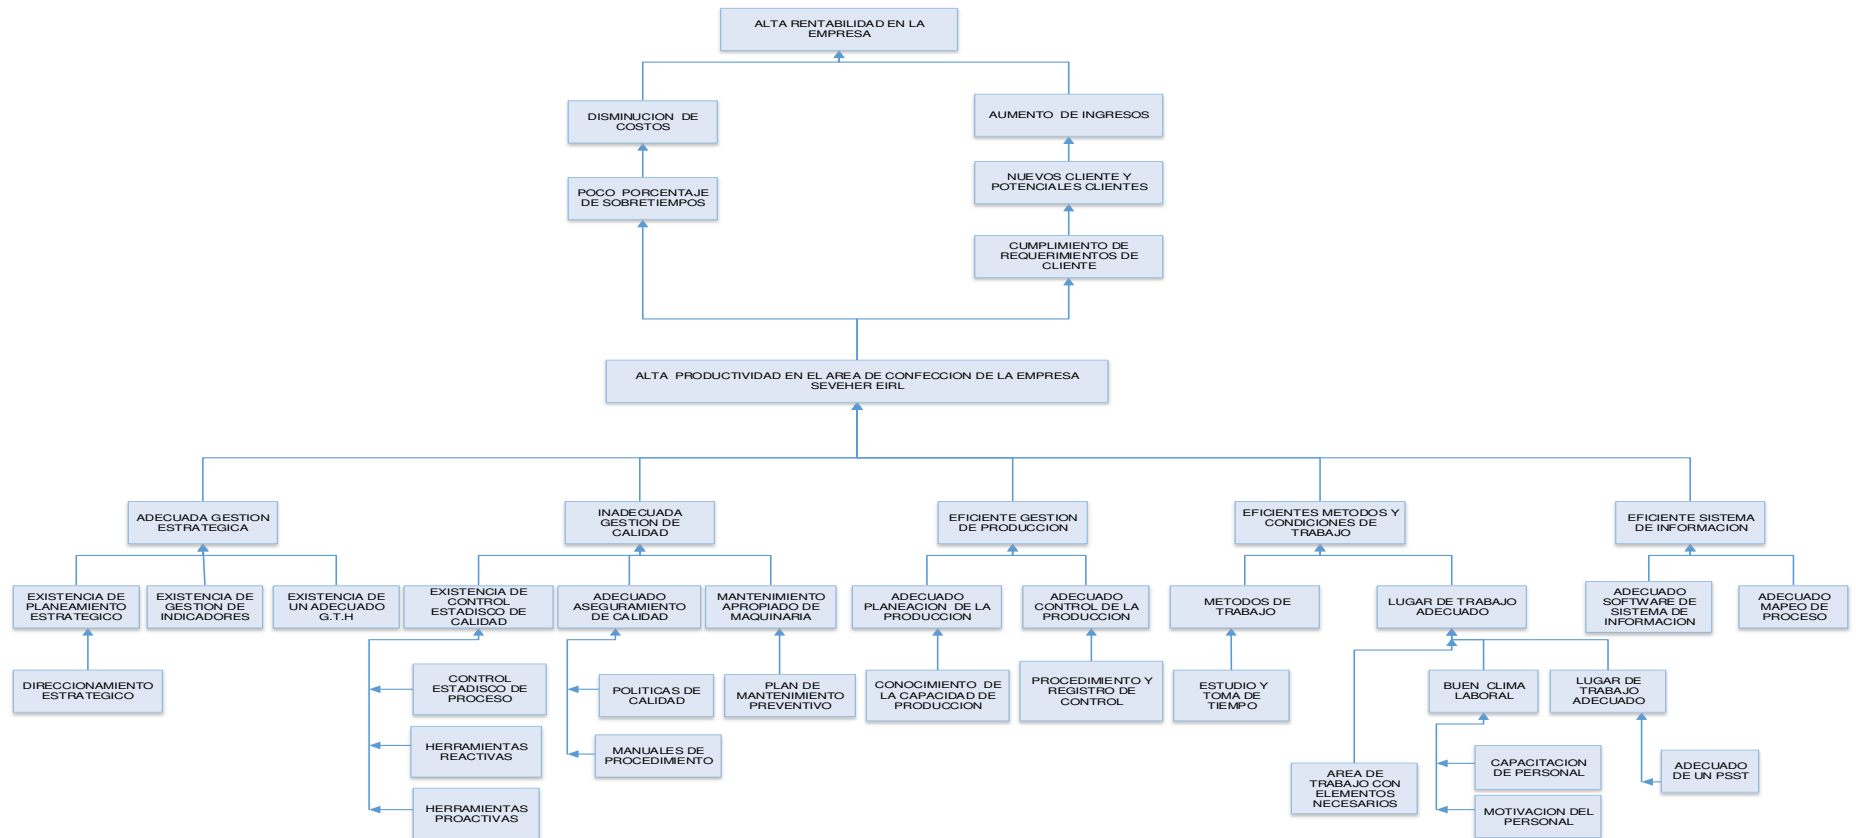 ALTA RENTABILIDAD EN LA
EMPRESA
DISMINUCION DE
COSTOS
AUMENTO DE INGRESOS
POCO PORCENTAJE
DE SOBRETIEMPOS
NUEVOS CLIENTE Y
POTENCIALES CLIENTES
CUMPLIMIENTO DE
REQUERIMIENTOS DE
CLIENTE
ALTA PRODUCTIVIDAD EN EL AREA DE CONFECCION DE LA EMPRESA
SEVEHER EIRL
ADECUADA GESTION
ESTRATEGICA
INADECUADA
GESTION DE
CALIDAD
EFICIENTE GESTION
DE PRODUCCION
EFICIENTES METODOS Y
CONDICIONES DE
TRABAJO
EFICIENTE SISTEMA
DE INFORMACION
EXISTENCIA DE
PLANEAMIENTO
ESTRATEGICO
EXISTENCIA DE
GESTION DE
INDICADORES
EXISTENCIA DE
UN ADECUADO
G.T.H
EXISTENCIA DE
CONTROL
ESTADISCO DE
CALIDAD
ADECUADO
ASEGURAMIENTO
DE CALIDAD
MANTENIMIENTO
APROPIADO DE
MAQUINARIA
ADECUADO
PLANEACION DE LA
PRODUCCION
ADECUADO
CONTROL DE LA
PRODUCCION
METODOS DE
TRABAJO
LUGAR DE TRABAJO
ADECUADO
ADECUADO
SOFTWARE DE
SISTEMA DE
INFORMACION
ADECUADO
MAPEO DE
PROCESO
DIRECCIONAMIENTO
ESTRATEGICO
CONTROL
ESTADISCO DE
PROCESO
POLITICAS DE
CALIDAD
PLAN DE
MANTENIMIENTO
PREVENTIVO
CONOCIMIENTO DE
LA CAPACIDAD DE
PRODUCCION
PROCEDIMIENTO Y
REGISTRO DE
CONTROL
ESTUDIO Y
TOMA DE
TIEMPO
BUEN CLIMA
LABORAL
LUGAR DE
TRABAJO
ADECUADO
HERRAMIENTAS
REACTIVAS
MANUALES DE
PROCEDIMIENTO
AREA DE
TRABAJO CON
ELEMENTOS
NECESARIOS
CAPACITACION
DE PERSONAL
ADECUADO
DE UN PSST
HERRAMIENTAS
PROACTIVAS
MOTIVACION DEL
PERSONAL